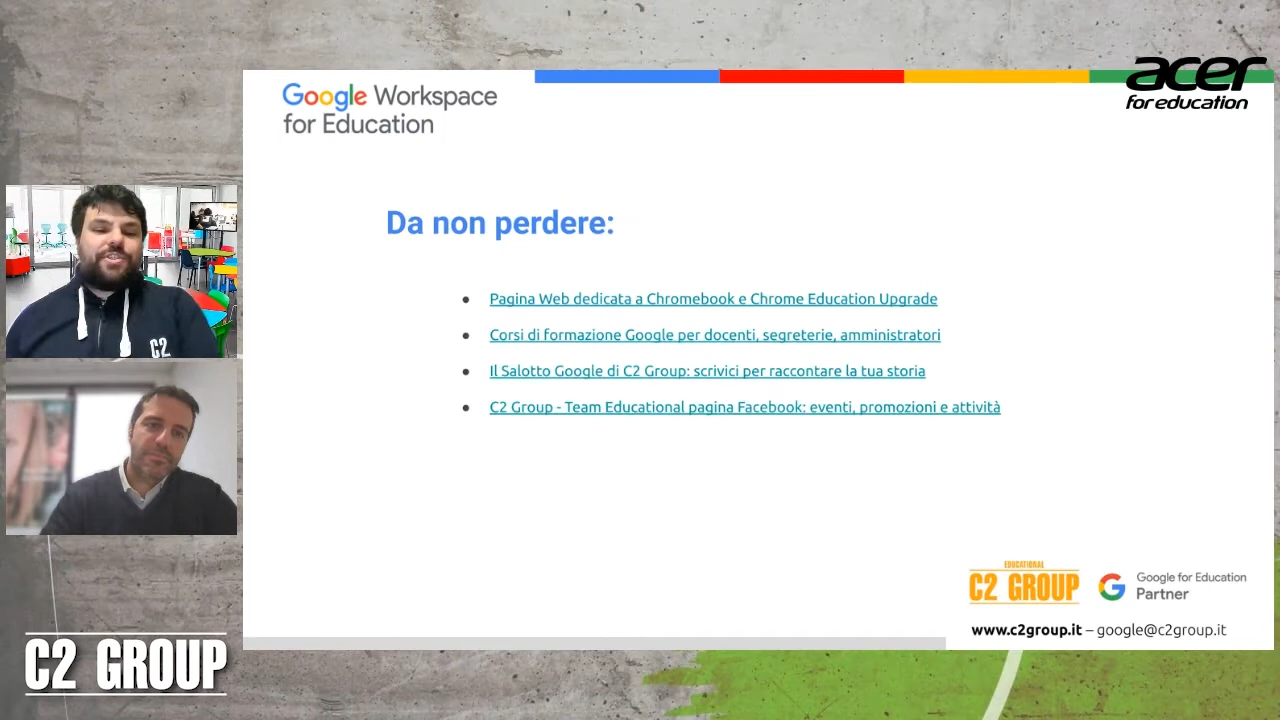 acer
for education
Google Workspace
for Education
Da non perdere:
Pagina Web dedicata a Chromebook e Chrome Education Upgrade
Corsi di formazione Google per docenti, segreterie, amministratori
Il Salotto Google di C2 Group: scrivici per raccontare la tua storia
C2 Group - Team Educational pagina Facebook: eventi, promozioni e attività
C2
EDUCATIONAL
C2 GROUP
Google for Education
Partner
www.c2group.it – google@c2group.it
C2 GROUP